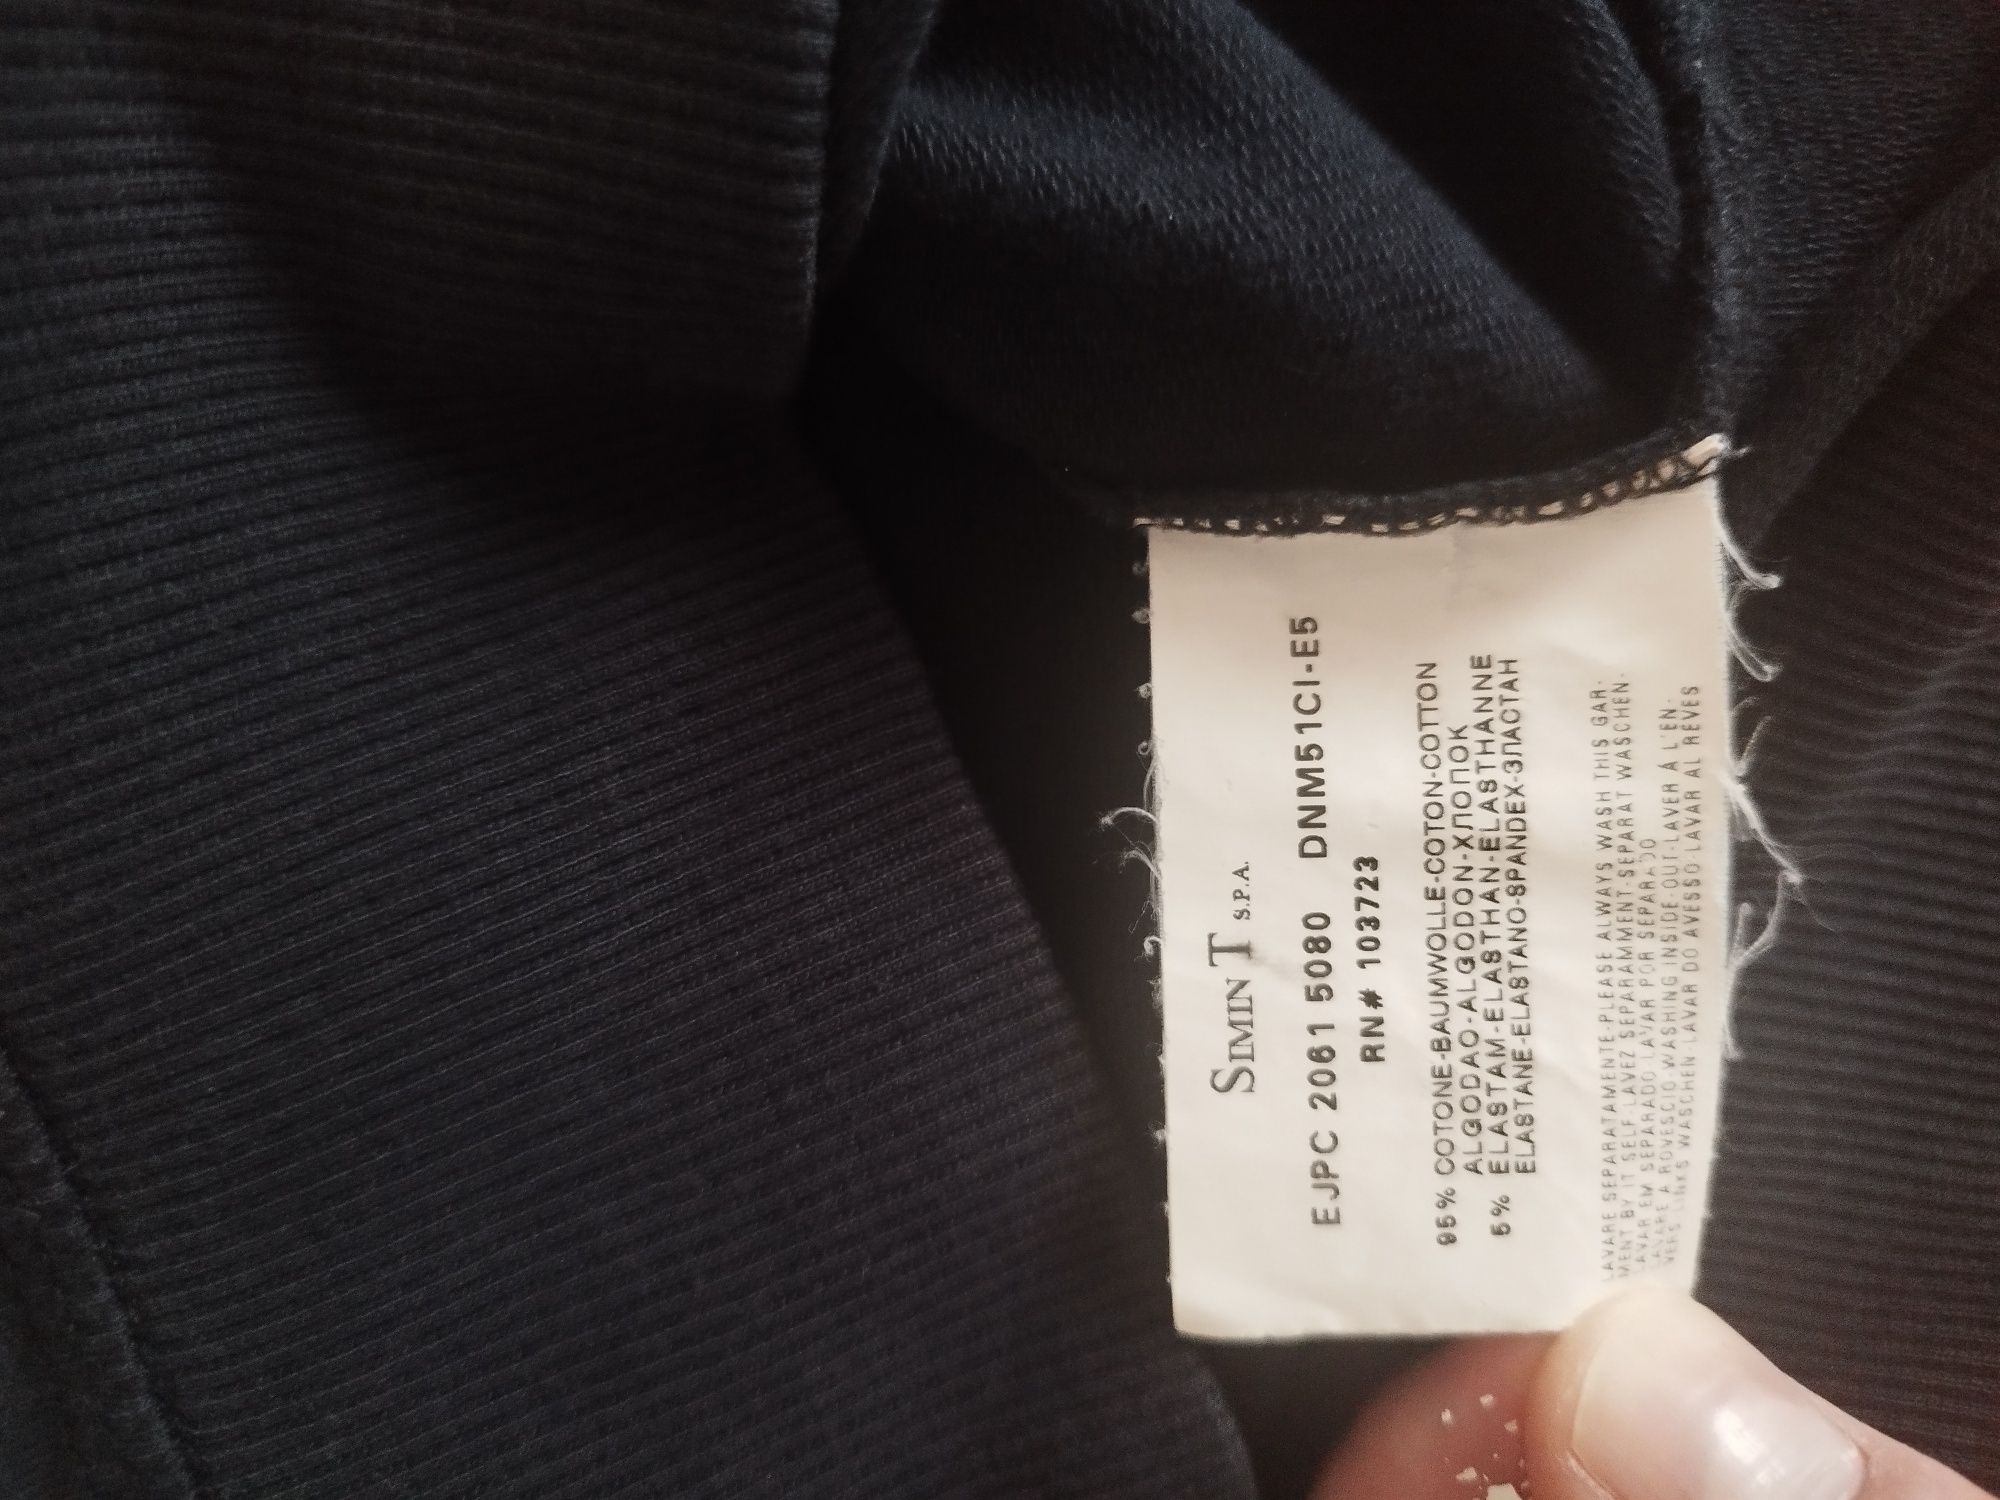 SIMINT S.P.A.
EJPC 2061 5080 DNM51CI-E5
RN# 103723
95% COTONE-BAUMWOLLE-COTON-COTTON
ALGODAO-ALGODON-ХЛОПОК
5% ELASTAM-ELASTHAN-ELASTHANNE
ELASTANE-ELASTANO-SPANDEX-ЗЛАСТАН
LAVARE SEPARATAMENTE-PLEASE ALWAYS WASH THIS GAR-
MENT BY IT SELF-LAVEZ SEPARAMMENT-SEPARAT WASCHEN-
LAVAR EM SEPARADO LAVAR POR SEPARADO
LAVARE A ROVESCIO-WASHING INSIDE-OUT-LAVER À L'EN-
VERS LINKS WASCHEN LAVAR DO VESSO-LAVAR AL REVES